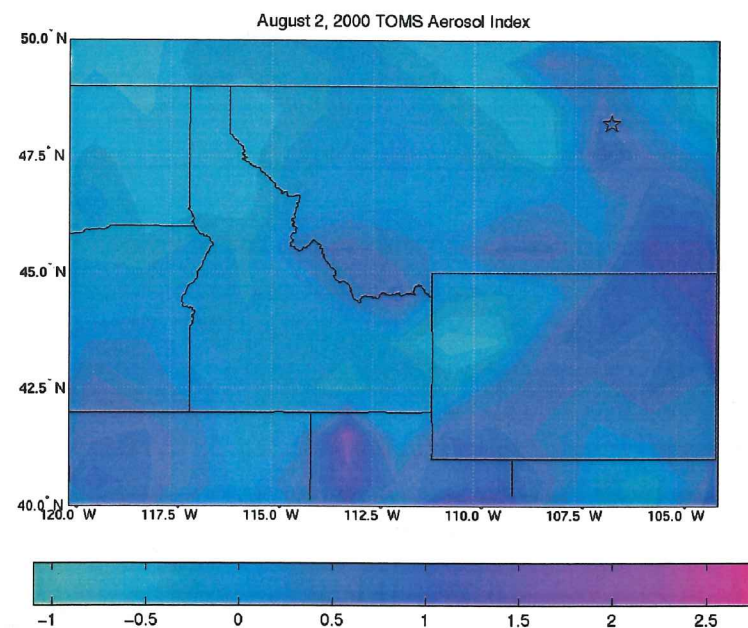 August 2, 2000 TOMS Aerosol Index
50.0° N
47.5° N
45.0° N
42.5° N
40.0° N
120.0° W 117.5° W 115.0° W 112.5° W 110.0° W 107.5° W 105.0° W
−1 −0.5 0 0.5 1 1.5 2 2.5